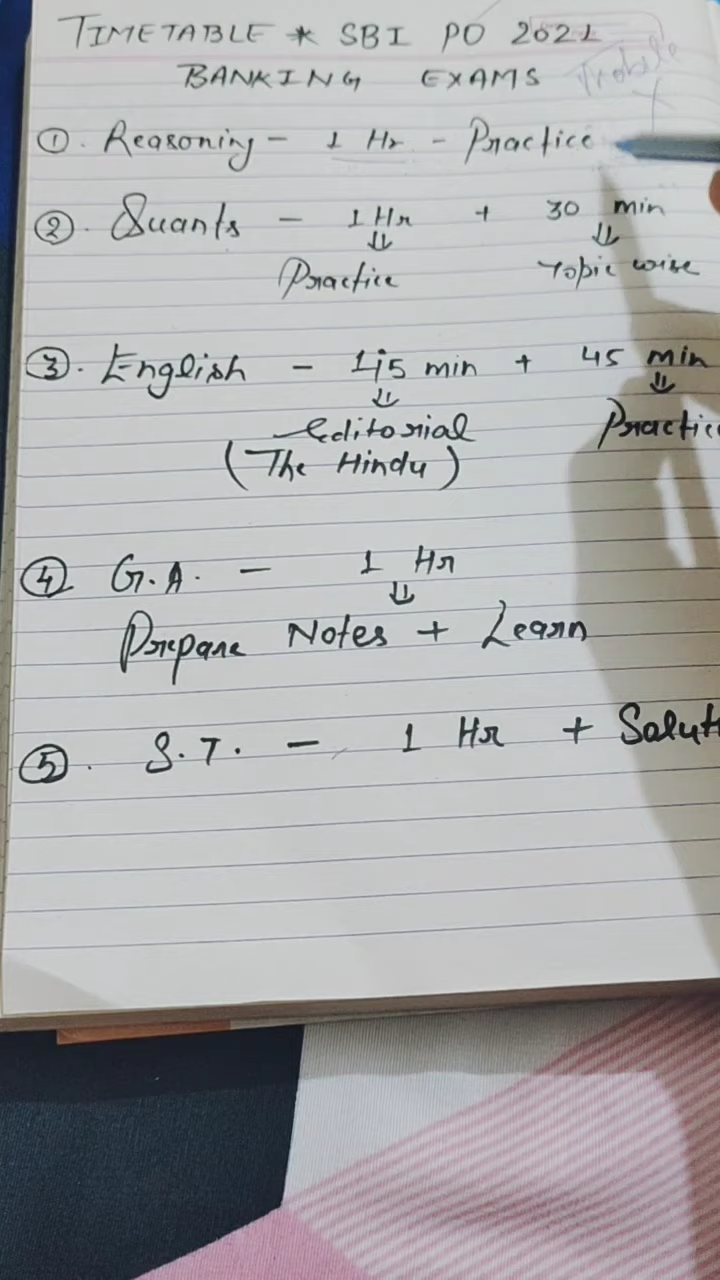 TIMETABLE * SBI PO 2021
BANKING EXAMS
①. Reasoning - 1 Hr - Practice
②. Quants - 1 Hr + 30 min
⇓ ⇓
Practice Topic wise
③. English - 15 min + 45 min
⇓ ⇓
Editorial Practic
(The Hindu)
④ G.A. - 1 Hr
⇓
Prepare Notes + Learn
⑤. S.T. - 1 Hr + Solut